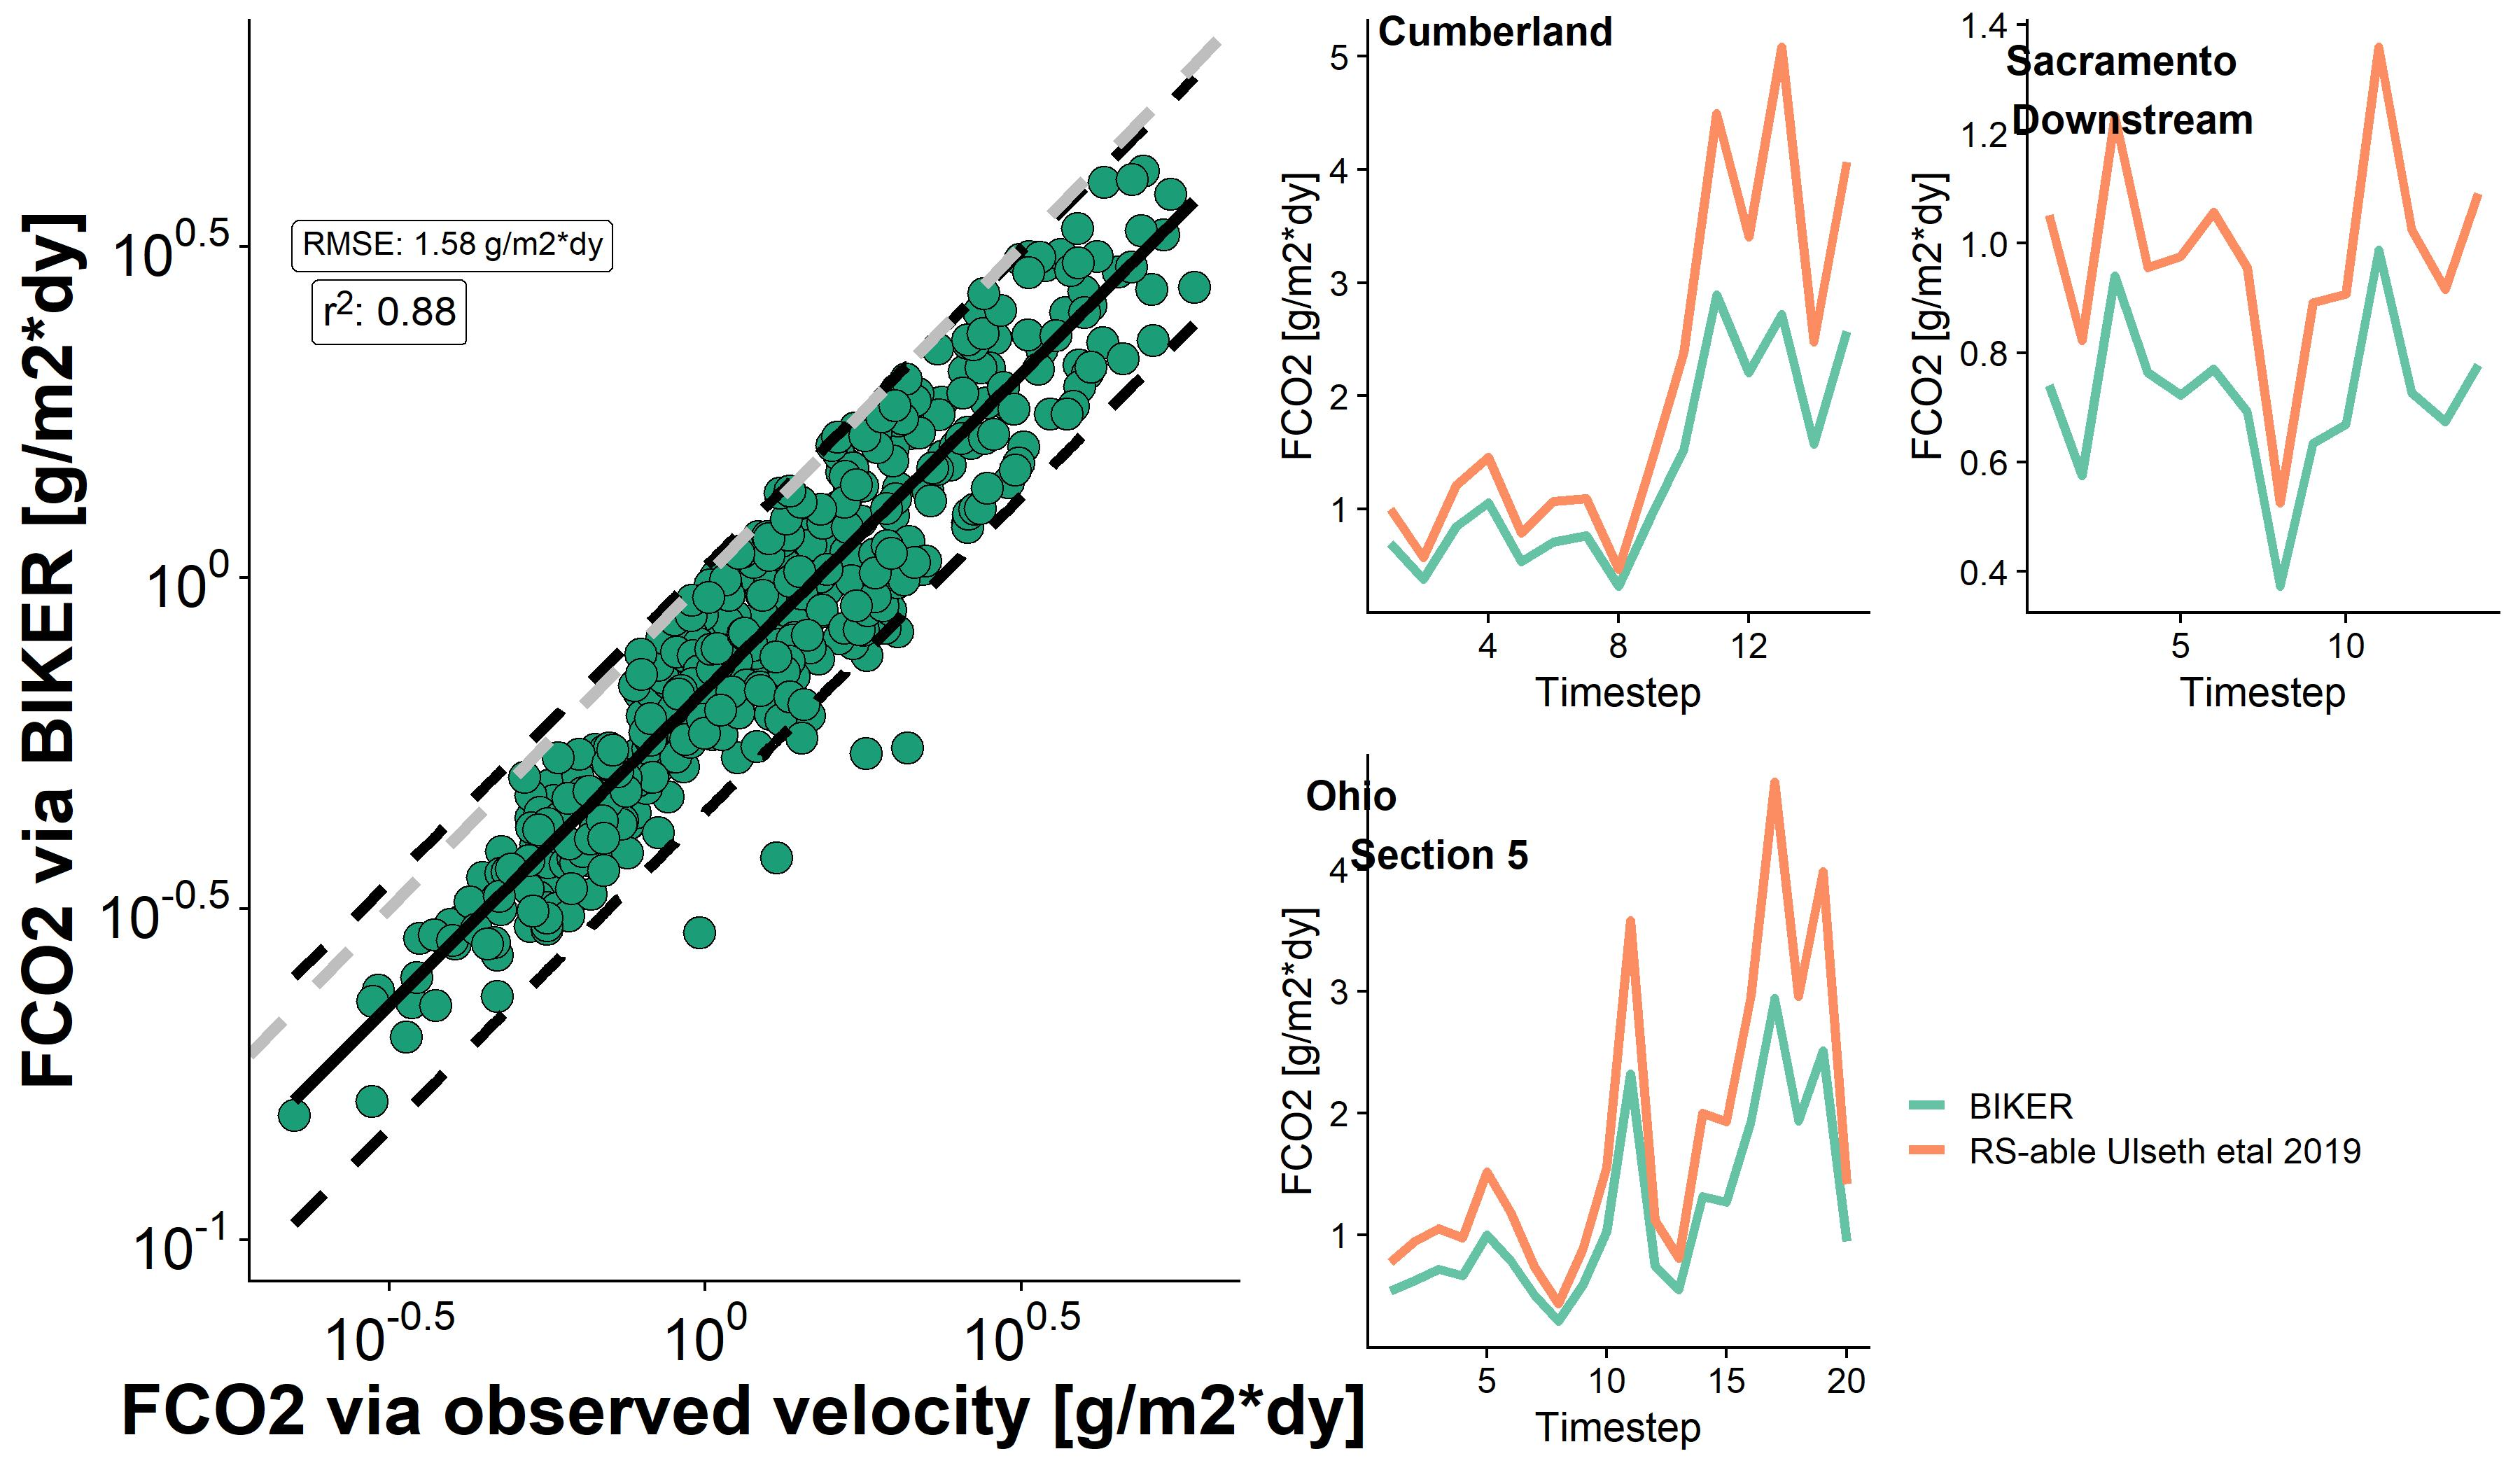 FCO2 via BIKER [g/m2*dy]
10^0.5
10^0
10^-0.5
10^-1
RMSE: 1.58 g/m2*dy
r²: 0.88
10^-0.5
10^0
10^0.5
FCO2 via observed velocity [g/m2*dy]
Cumberland
FCO2 [g/m2*dy]
5
4
3
2
1
4
8
12
Timestep
Sacramento
Downstream
FCO2 [g/m2*dy]
1.4
1.2
1.0
0.8
0.6
0.4
5
10
Timestep
Ohio
Section 5
FCO2 [g/m2*dy]
4
3
2
1
5
10
15
20
Timestep
BIKER
RS-able Ulseth etal 2019